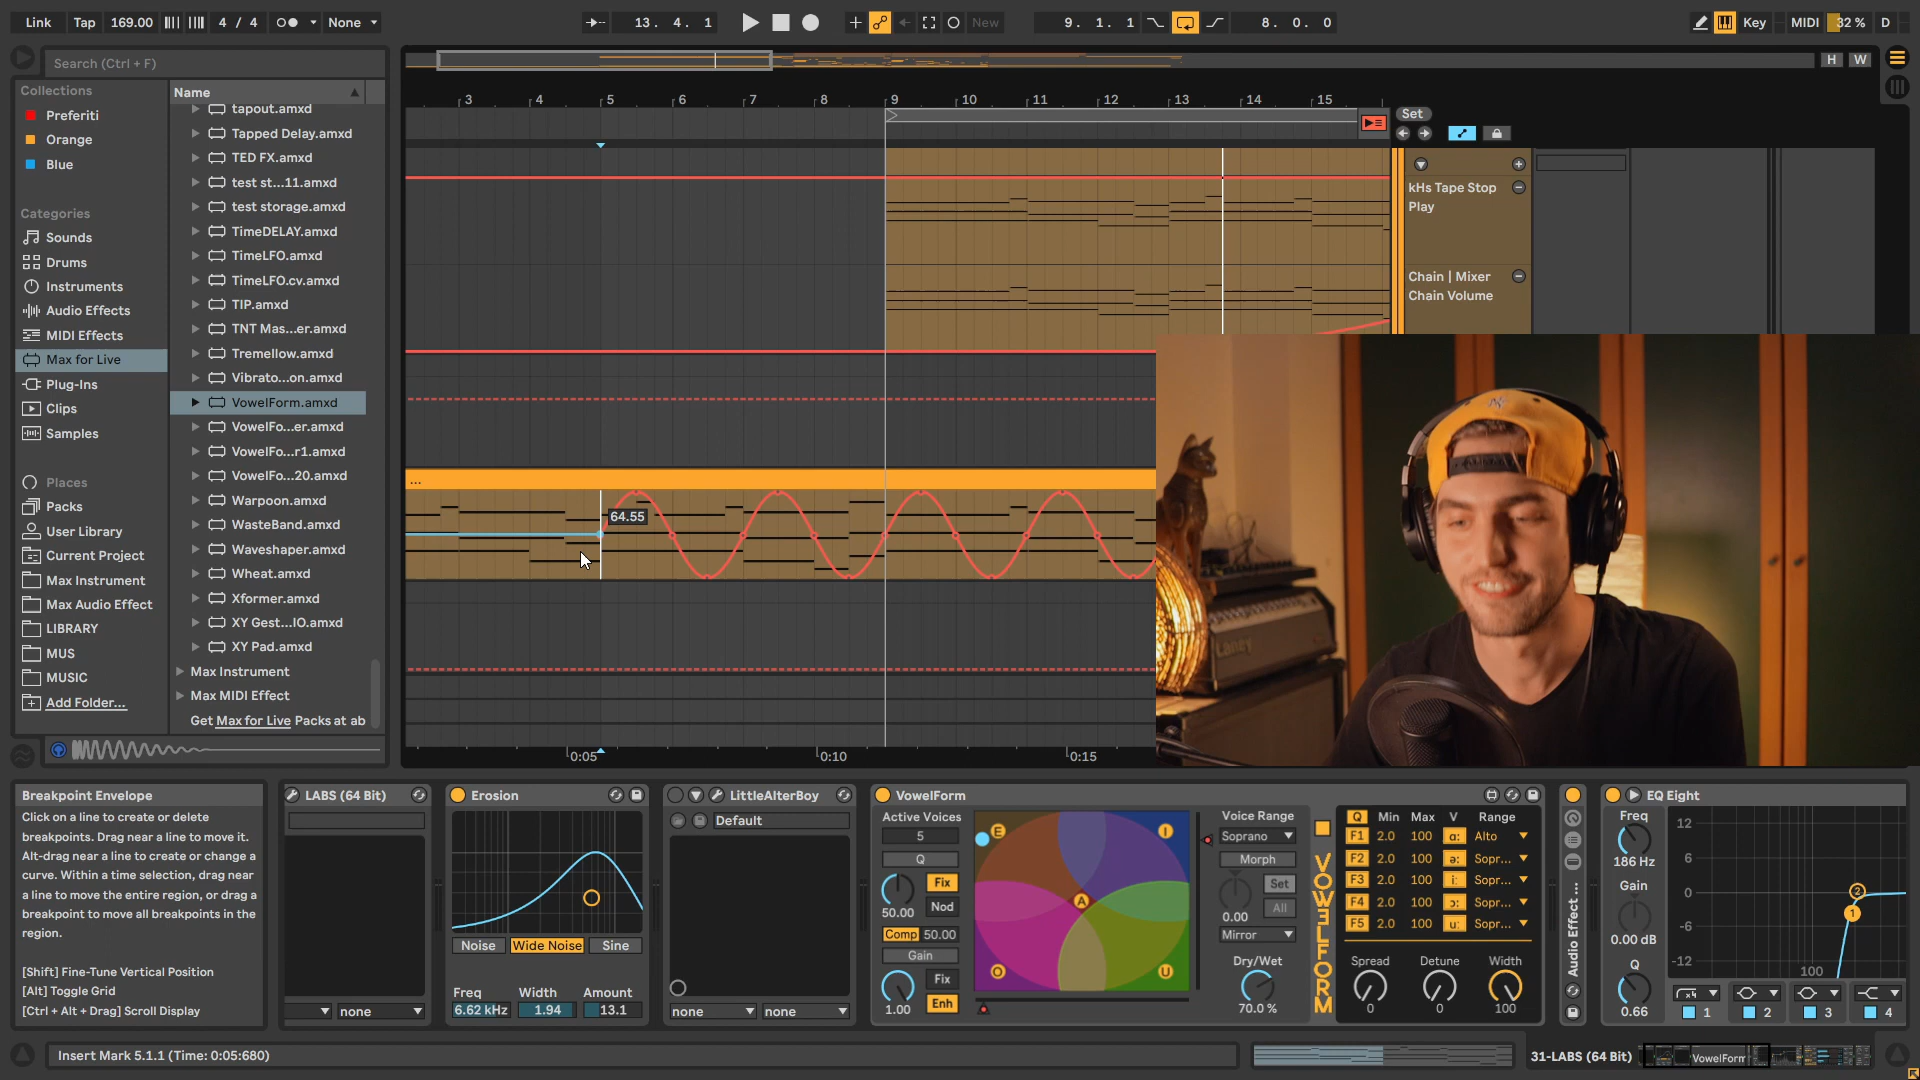 Link Tap 169.00 4 / 4 None 13. 4. 1 New 9. 1. 1 8. 0. 0 Key MIDI 32 % D
Search (Ctrl + F)
H W
Collections
Preferiti
Orange
Blue
Categories
Sounds
Drums
Instruments
Audio Effects
MIDI Effects
Max for Live
Plug-Ins
Clips
Samples
Places
Packs
User Library
Current Project
Max Instrument
Max Audio Effect
LIBRARY
MUS
MUSIC
Add Folder...
Name
tapout.amxd
Tapped Delay.amxd
TED FX.amxd
test st...11.amxd
test storage.amxd
TimeDELAY.amxd
TimeLFO.amxd
TimeLFO.cv.amxd
TIP.amxd
TNT Mas...er.amxd
Tremellow.amxd
Vibrato...on.amxd
VowelForm.amxd
VowelFo...er.amxd
VowelFo...r1.amxd
VowelFo...20.amxd
Warpoon.amxd
WasteBand.amxd
Waveshaper.amxd
Wheat.amxd
Xformer.amxd
XY Gest...IO.amxd
XY Pad.amxd
Max Instrument
Max MIDI Effect
Get Max for Live Packs at ab
3 4 5 6 7 8 9 10 11 12 13 14 15
Set
kHs Tape Stop
Play
Chain | Mixer
Chain Volume
...
64.55
0:05 0:10 0:15
LANEY
Breakpoint Envelope
Click on a line to create or delete
breakpoints. Drag near a line to move it.
Alt-drag near a line to create or change a
curve. Within a time selection, drag near
a line to move the entire region, or drag a
breakpoint to move all breakpoints in the
region.
[Shift] Fine-Tune Vertical Position
[Alt] Toggle Grid
[Ctrl + Alt + Drag] Scroll Display
LABS (64 Bit)
none
Erosion
Noise Wide Noise Sine
Freq Width Amount
6.62 kHz 1.94 13.1
LittleAlterBoy
Default
none none
VowelForm
Active Voices
5
Q
Fix
Nod
50.00
Comp 50.00
Gain
Fix
Enh
1.00
E I
A
O U
Voice Range
Soprano
Morph
Set
All
0.00
Mirror
Dry/Wet
70.0 %
VOWELFORM
Q Min Max V Range
F1 2.0 100 ɑː Alto
F2 2.0 100 əː Sopr...
F3 2.0 100 iː Sopr...
F4 2.0 100 ɔː Sopr...
F5 2.0 100 uː Sopr...
Spread Detune Width
0 0 100
Audio Effect ...
EQ Eight
Freq
186 Hz
Gain
0.00 dB
Q
0.66
12
6
0
-6
-12
100
2
1
x4
1 2 3 4
Insert Mark 5.1.1 (Time: 0:05:680)
31-LABS (64 Bit)
VowelForm